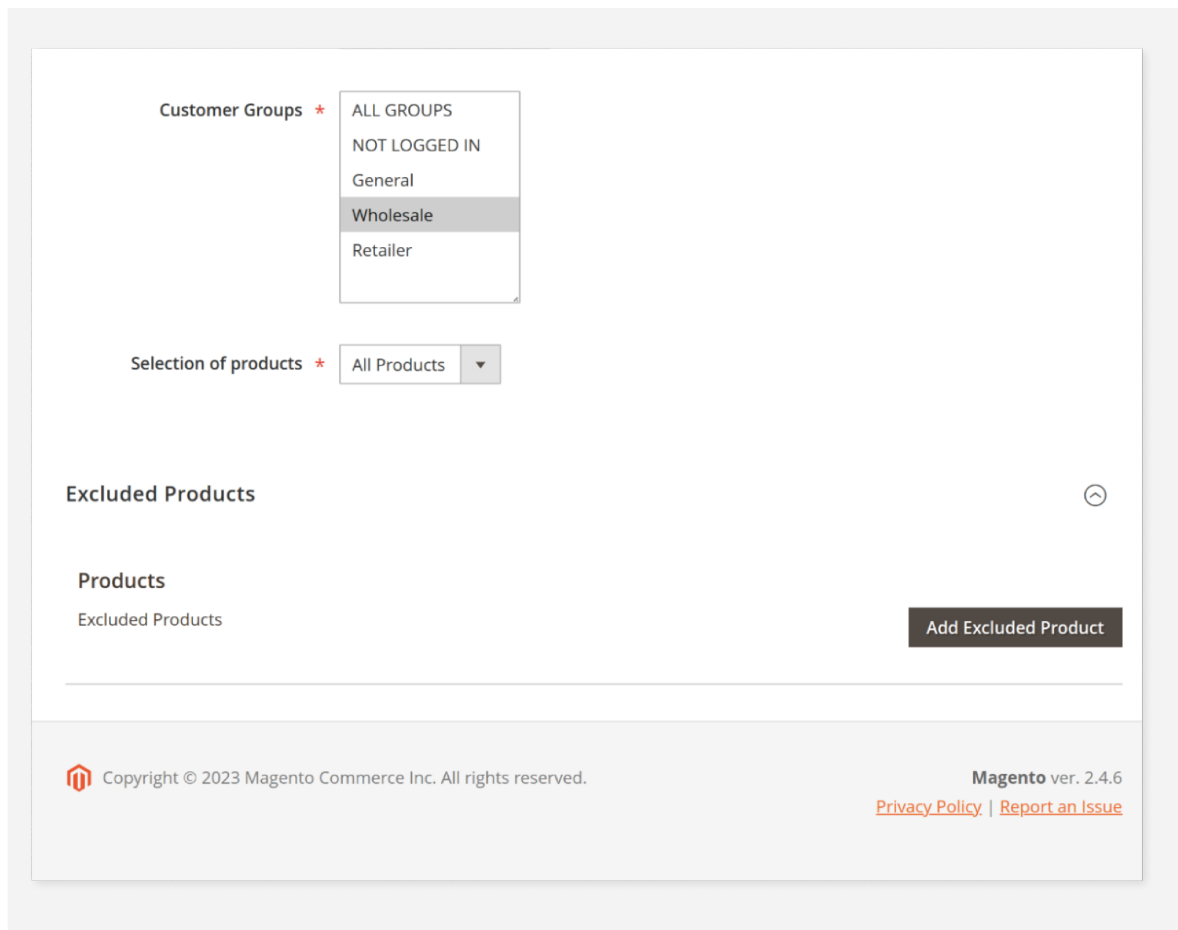 Customer Groups *
ALL GROUPS
NOT LOGGED IN
General
Wholesale
Retailer
Selection of products * All Products
Excluded Products
Products
Excluded Products
Add Excluded Product
Copyright © 2023 Magento Commerce Inc. All rights reserved.
Magento ver. 2.4.6
Privacy Policy | Report an Issue